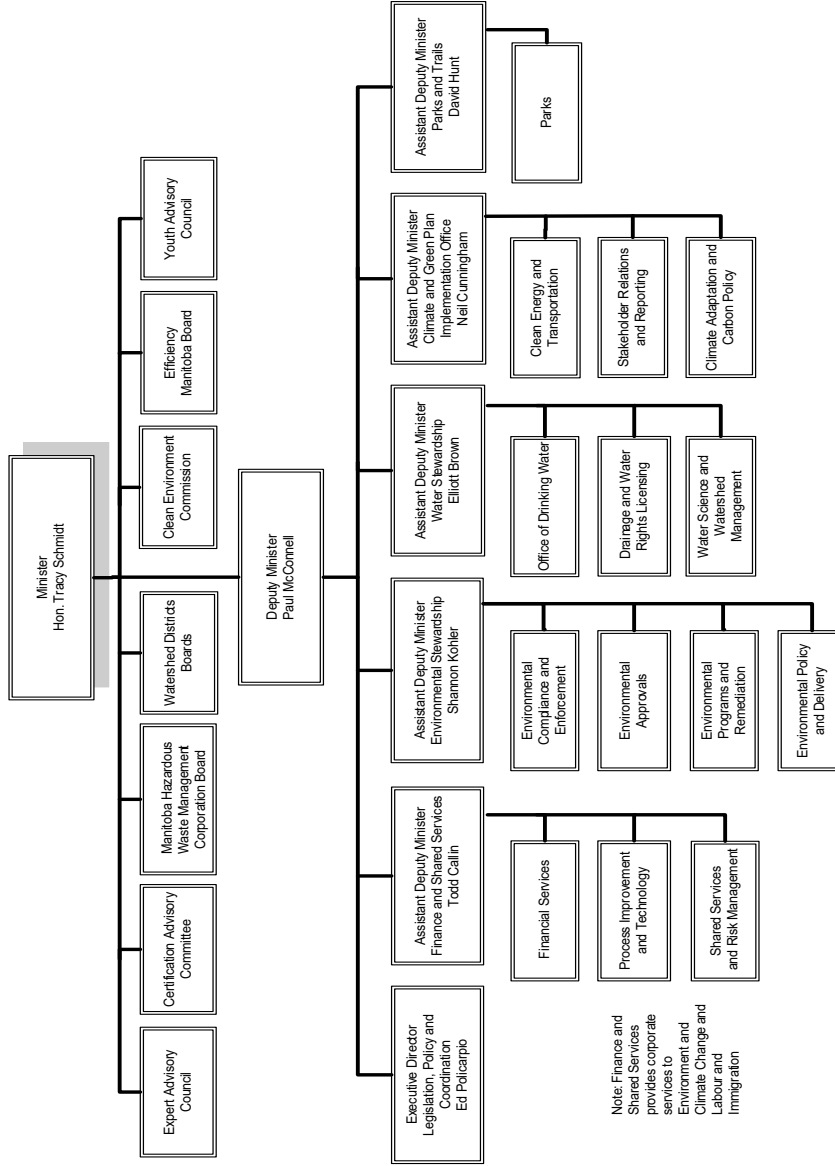 Minister
Hon. Tracy Schmidt
Expert Advisory
Council
Certification Advisory
Committee
Manitoba Hazardous
Waste Management
Corporation Board
Watershed Districts
Boards
Clean Environment
Commission
Efficiency
Manitoba Board
Youth Advisory
Council
Deputy Minister
Paul McConnell
Executive Director
Legislation, Policy and
Coordination
Ed Policarpio
Assistant Deputy Minister
Finance and Shared Services
Todd Callin
Assistant Deputy Minister
Environmental Stewardship
Shannon Kohler
Assistant Deputy Minister
Water Stewardship
Elliott Brown
Assistant Deputy Minister
Climate and Green Plan
Implementation Office
Neil Cunningham
Assistant Deputy Minister
Parks and Trails
David Hunt
Financial Services
Process Improvement
and Technology
Shared Services
and Risk Management
Environmental
Compliance and
Enforcement
Environmental
Approvals
Environmental
Programs and
Remediation
Environmental Policy
and Delivery
Office of Drinking Water
Drainage and Water
Rights Licensing
Water Science and
Watershed
Management
Clean Energy and
Transportation
Stakeholder Relations
and Reporting
Climate Adaptation and
Carbon Policy
Parks
Note: Finance and
Shared Services
provides corporate
services to
Environment and
Climate Change and
Labour and
Immigration